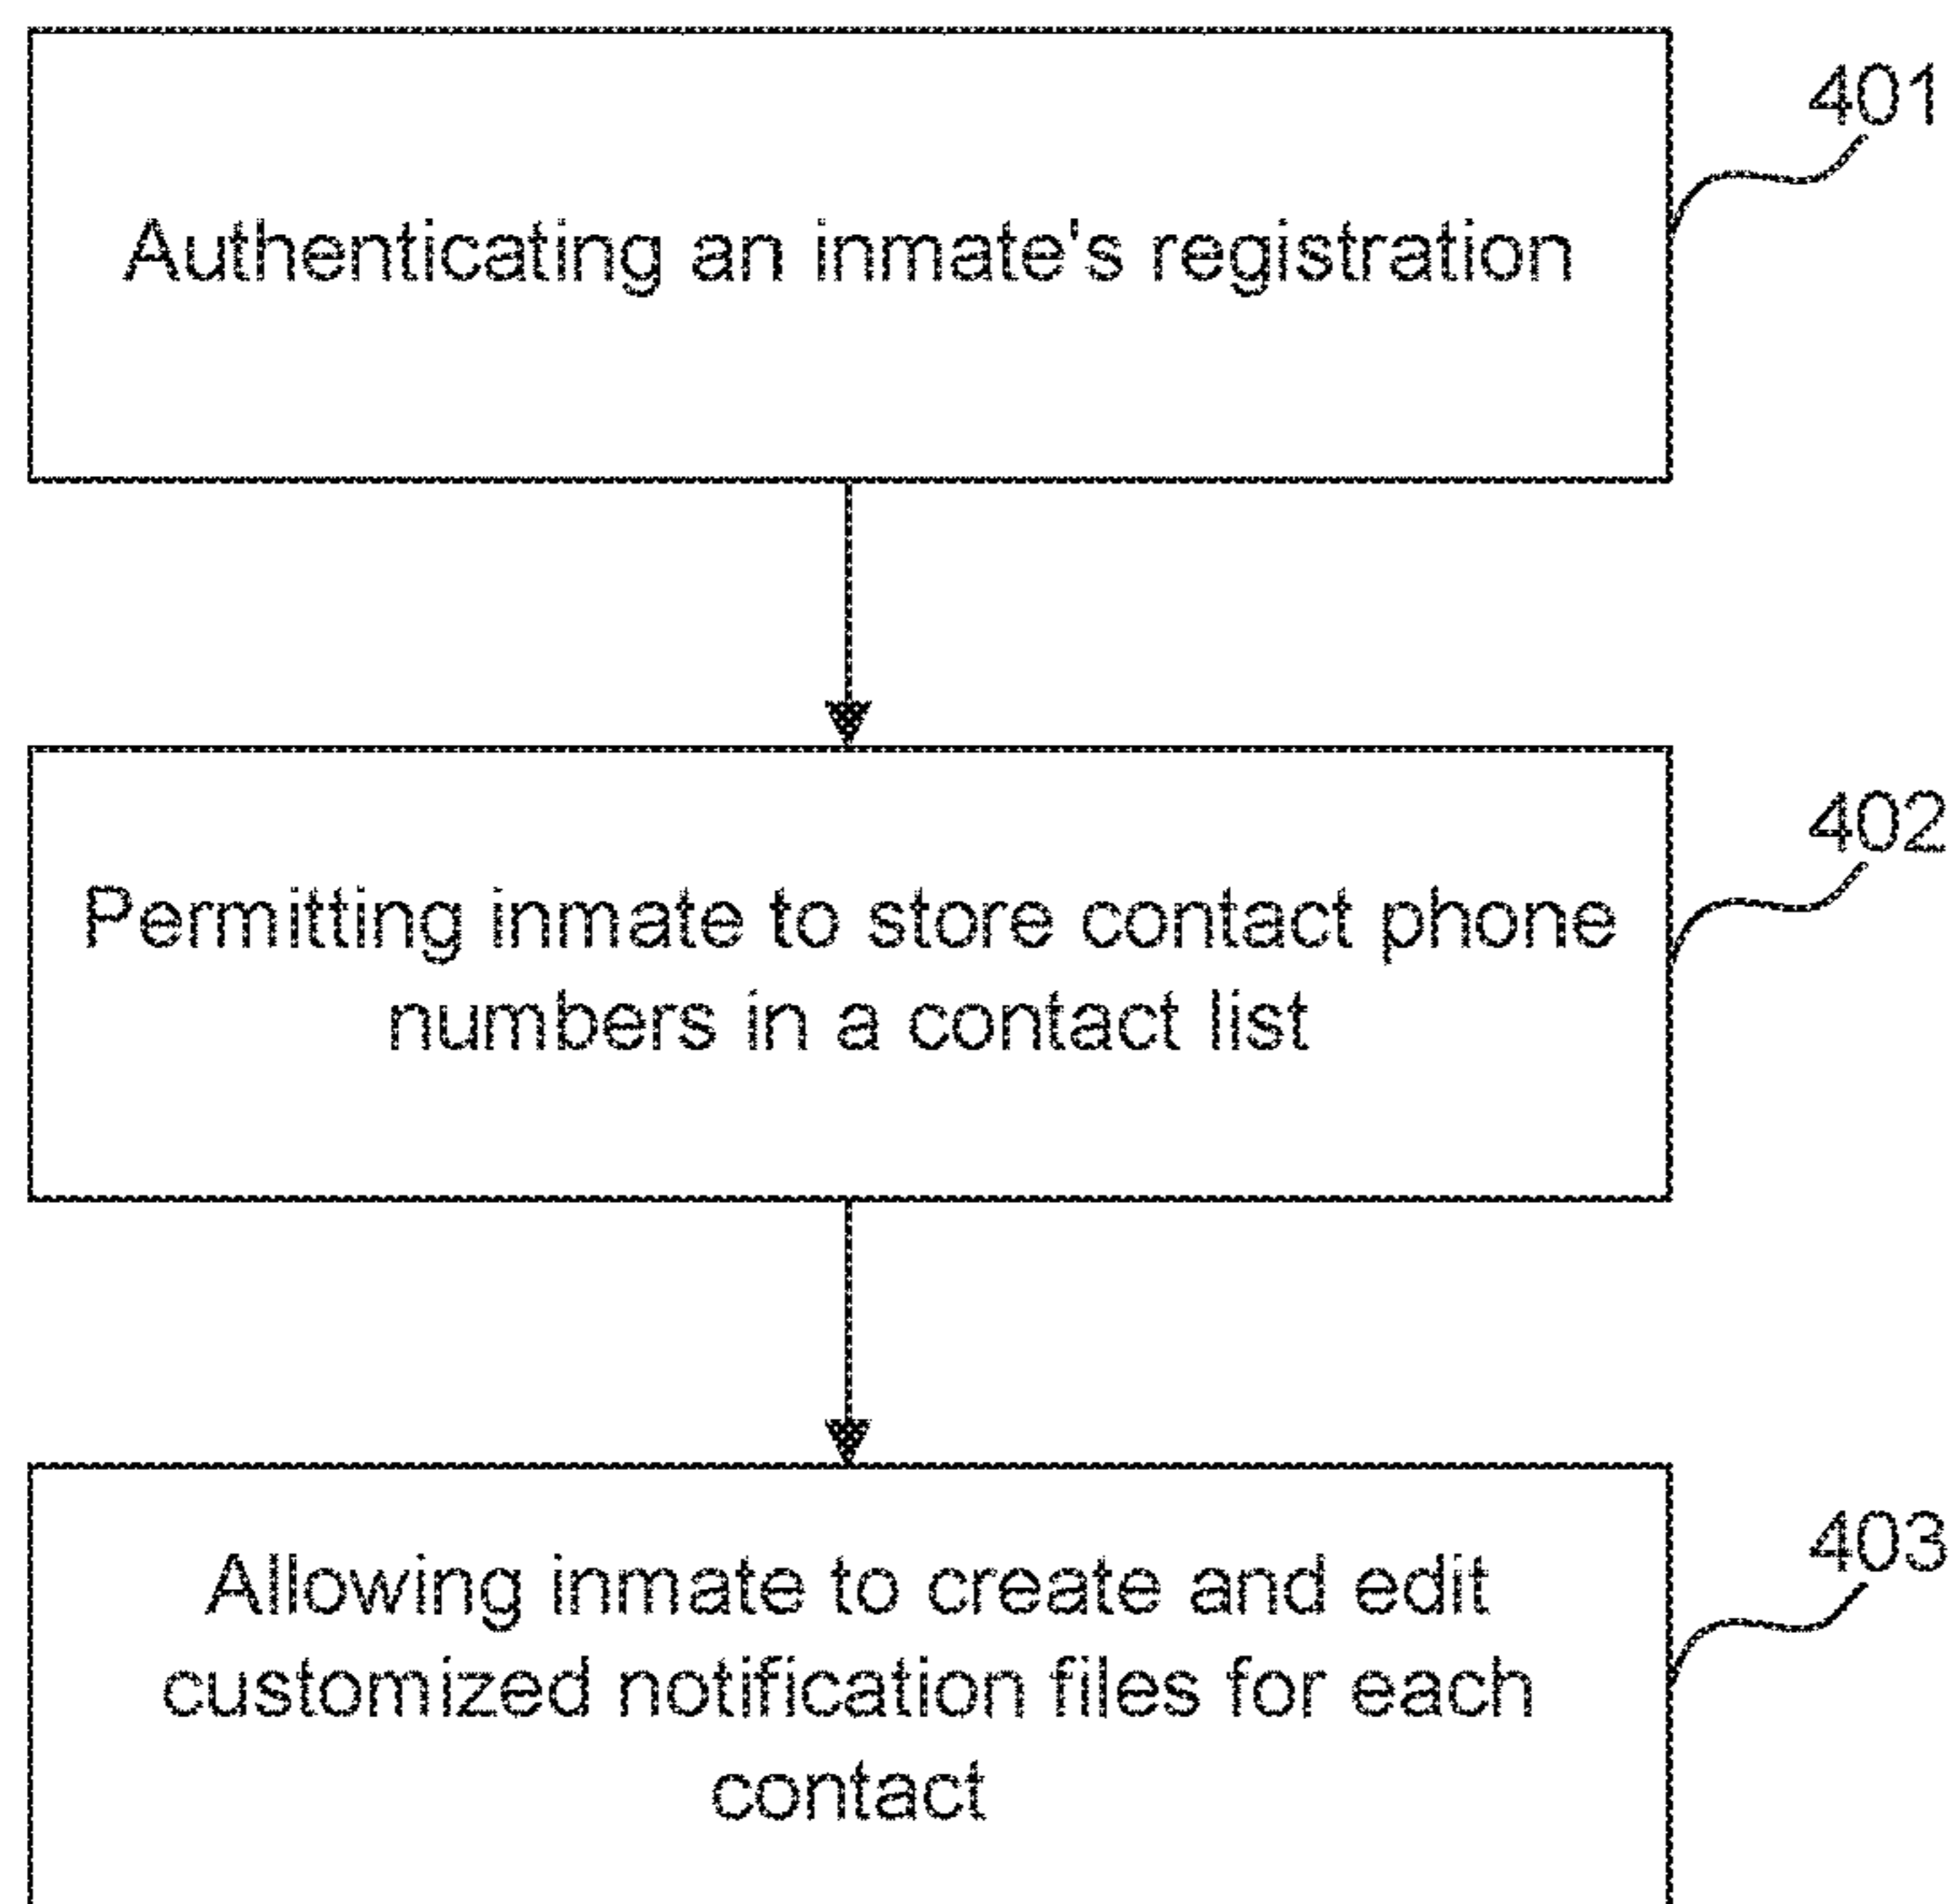 401
Authenticating an inmate's registration
402
Permitting inmate to store contact phone
numbers in a contact list
403
Allowing inmate to create and edit
customized notification files for each
contact